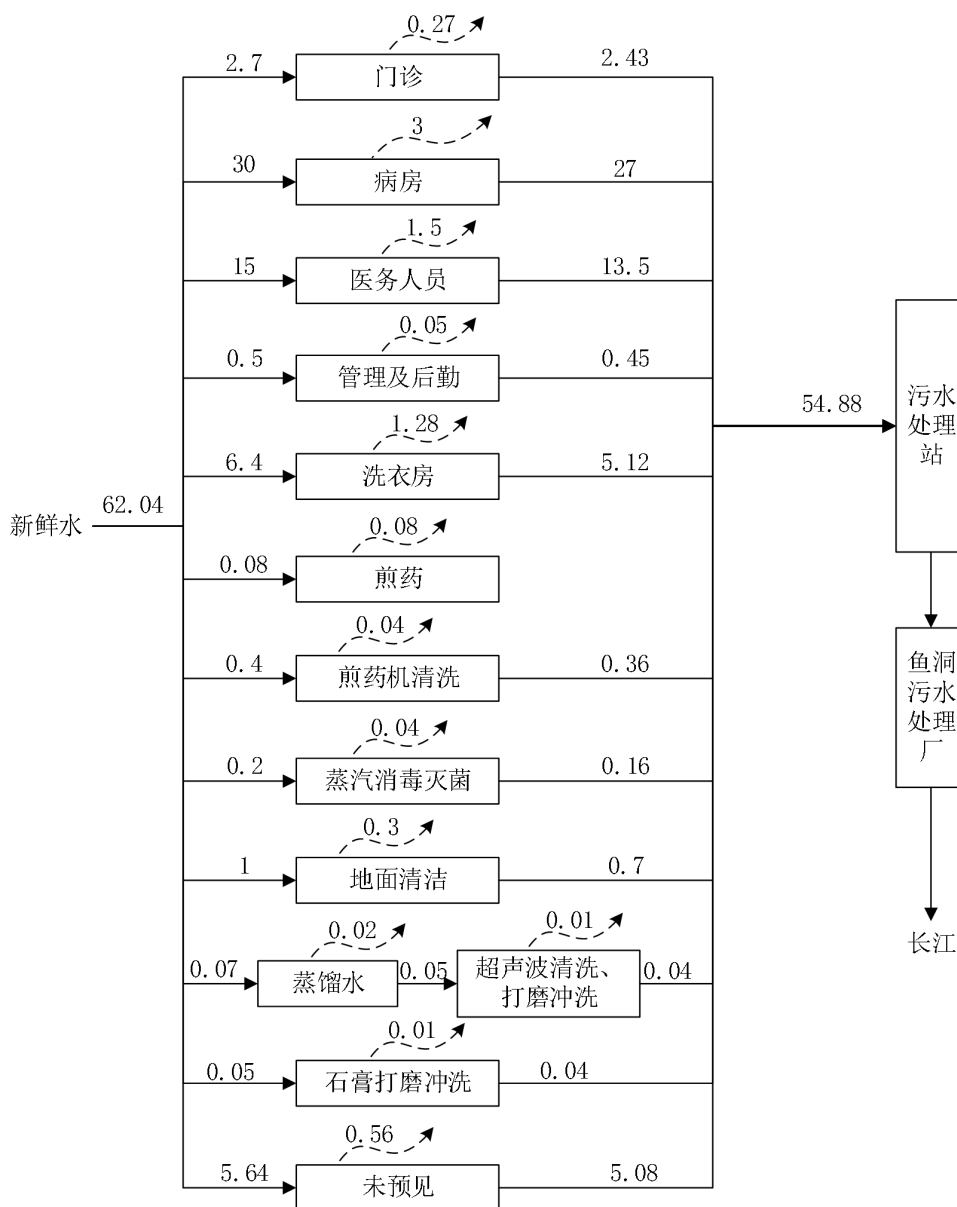 0.27
2.7
门诊
2.43
3
30
病房
27
1.5
15
医务人员
13.5
0.05
0.5
管理及后勤
0.45
1.28
6.4
洗衣房
5.12
新鲜水
62.04
0.08
0.08
煎药
0.04
0.4
煎药机清洗
0.36
0.04
0.2
蒸汽消毒灭菌
0.16
0.3
1
地面清洁
0.7
0.02
0.07
蒸馏水
0.05
0.01
超声波清洗、
打磨冲洗
0.04
0.01
0.05
石膏打磨冲洗
0.04
0.56
5.64
未预见
5.08
54.88
污水
处理
站
鱼洞
污水
处理
厂
长江